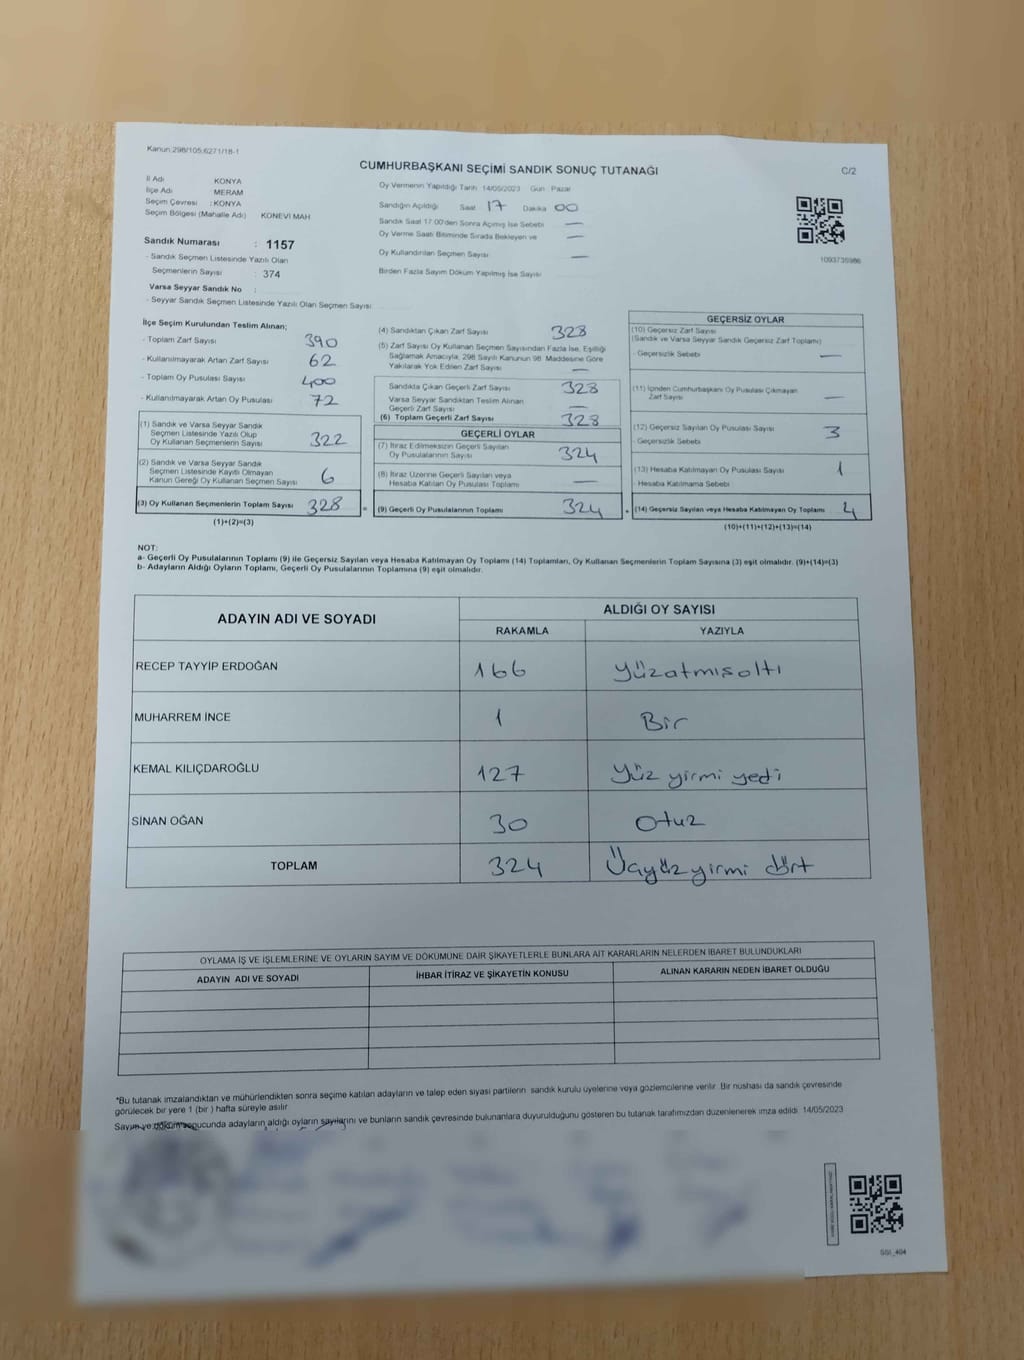 Kanun:298/105,6271/18-1
CUMHURBAŞKANI SEÇİMİ SANDIK SONUÇ TUTANAĞI
C/2
İl Adı KONYA
İlçe Adı MERAM
Seçim Çevresi : KONYA
Seçim Bölgesi (Mahalle Adı) KONEVİ MAH
Sandık Numarası : 1157
- Sandık Seçmen Listesinde Yazılı Olan
Seçmenlerin Sayısı : 374
Varsa Seyyar Sandık No :
- Seyyar Sandık Seçmen Listesinde Yazılı Olan Seçmen Sayısı
Oy Vermenin Yapıldığı Tarih 14/05/2023 Gün : Pazar
Sandığın Açıldığı Saat 17 Dakika 00
Sandık Saat 17:00'den Sonra Açılmış İse Sebebi —
Oy Verme Saati Bitiminde Sırada Bekleyen ve —
Oy Kullandırılan Seçmen Sayısı —
Birden Fazla Sayım Döküm Yapılmış İse Sayısı
1093735986
İlçe Seçim Kurulundan Teslim Alınan;
- Toplam Zarf Sayısı 390
- Kullanılmayarak Artan Zarf Sayısı 62
- Toplam Oy Pusulası Sayısı 400
- Kullanılmayarak Artan Oy Pusulası 72
(1) Sandık ve Varsa Seyyar Sandık
Seçmen Listesinde Yazılı Olup
Oy Kullanan Seçmenlerin Sayısı 322
(2) Sandık ve Varsa Seyyar Sandık
Seçmen Listesinde Kayıtlı Olmayan
Kanun Gereği Oy Kullanan Seçmen Sayısı 6
(3) Oy Kullanan Seçmenlerin Toplam Sayısı 328 =
(1)+(2)=(3)
(4) Sandıktan Çıkan Zarf Sayısı 328
(5) Zarf Sayısı Oy Kullanan Seçmen Sayısından Fazla İse, Eşitliği
Sağlamak Amacıyla, 298 Sayılı Kanunun 98. Maddesine Göre
Yakılarak Yok Edilen Zarf Sayısı —
Sandıkta Çıkan Geçerli Zarf Sayısı 328
Varsa Seyyar Sandıktan Teslim Alınan
Geçerli Zarf Sayısı —
(6) Toplam Geçerli Zarf Sayısı 328
GEÇERLİ OYLAR
(7) İtiraz Edilmeksizin Geçerli Sayılan
Oy Pusulalarının Sayısı 324
(8) İtiraz Üzerine Geçerli Sayılan veya
Hesaba Katılan Oy Pusulası Toplamı —
(9) Geçerli Oy Pusulalarının Toplamı 324 +
GEÇERSİZ OYLAR
(10) Geçersiz Zarf Sayısı
(Sandık ve Varsa Seyyar Sandık Geçersiz Zarf Toplamı)
- Geçersizlik Sebebi —
(11) İçinden Cumhurbaşkanı Oy Pusulası Çıkmayan
Zarf Sayısı —
(12) Geçersiz Sayılan Oy Pusulası Sayısı 3
- Geçersizlik Sebebi
(13) Hesaba Katılmayan Oy Pusulası Sayısı 1
- Hesaba Katılmama Sebebi
(14) Geçersiz Sayılan veya Hesaba Katılmayan Oy Toplamı 4
(10)+(11)+(12)+(13)=(14)
NOT:
a- Geçerli Oy Pusulalarının Toplamı (9) ile Geçersiz Sayılan veya Hesaba Katılmayan Oy Toplamı (14) Toplamları, Oy Kullanan Seçmenlerin Toplam Sayısına (3) eşit olmalıdır. (9)+(14)=(3)
b- Adayların Aldığı Oyların Toplamı, Geçerli Oy Pusulalarının Toplamına (9) eşit olmalıdır.
ADAYIN ADI VE SOYADI
ALDIĞI OY SAYISI
RAKAMLA YAZIYLA
RECEP TAYYİP ERDOĞAN 166 Yüzatmışaltı
MUHARREM İNCE 1 Bir
KEMAL KILIÇDAROĞLU 127 Yüz yirmi yedi
SİNAN OĞAN 30 Otuz
TOPLAM 324 Üçyüz yirmi dört
OYLAMA İŞ VE İŞLEMLERİNE VE OYLARIN SAYIM VE DÖKÜMÜNE DAİR ŞİKAYETLERLE BUNLARA AİT KARARLARIN NELERDEN İBARET BULUNDUKLARI
ADAYIN ADI VE SOYADI İHBAR İTİRAZ VE ŞİKAYETİN KONUSU ALINAN KARARIN NEDEN İBARET OLDUĞU
*Bu tutanak imzalandıktan ve mühürlendikten sonra seçime katılan adayların ve talep eden siyasi partilerin sandık kurulu üyelerine veya gözlemcilerine verilir. Bir nüshası da sandık çevresinde
görülecek bir yere 1 (bir ) hafta süreyle asılır
Sayım ve döküm sonucunda adayların aldığı oyların sayılarını ve bunların sandık çevresinde bulunanlara duyurulduğunu gösteren bu tutanak tarafımızdan düzenlenerek imza edildi. 14/05/2023